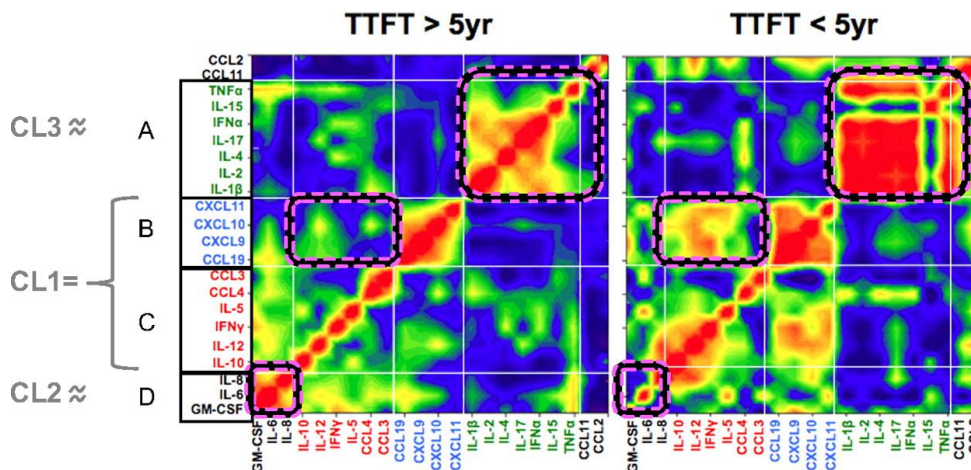 TTFT > 5yr
TTFT < 5yr
CCL2
CCL11
TNFα
IL-15
IFNα
IL-17
IL-4
IL-2
IL-1β
CXCL11
CXCL10
CXCL9
CCL19
CCL3
CCL4
IL-5
IFNγ
IL-12
IL-10
IL-8
IL-6
GM-CSF
CL3 ≈
A
B
CL1=
C
CL2 ≈
D
GM-CSF IL-6 IL-8 IL-10 IL-12 IFNγ IL-5 CCL4 CCL3 CCL19 CXCL9 CXCL10 CXCL11 IL-1β IL-2 IL-4 IL-17 IFNα IL-15 TNFα CCL11 CCL2
GM-CSF IL-6 IL-8 IL-10 IL-12 IFNγ IL-5 CCL4 CCL3 CCL19 CXCL9 CXCL10 CXCL11 IL-1β IL-2 IL-4 IL-17 IFNα IL-15 TNFα CCL11